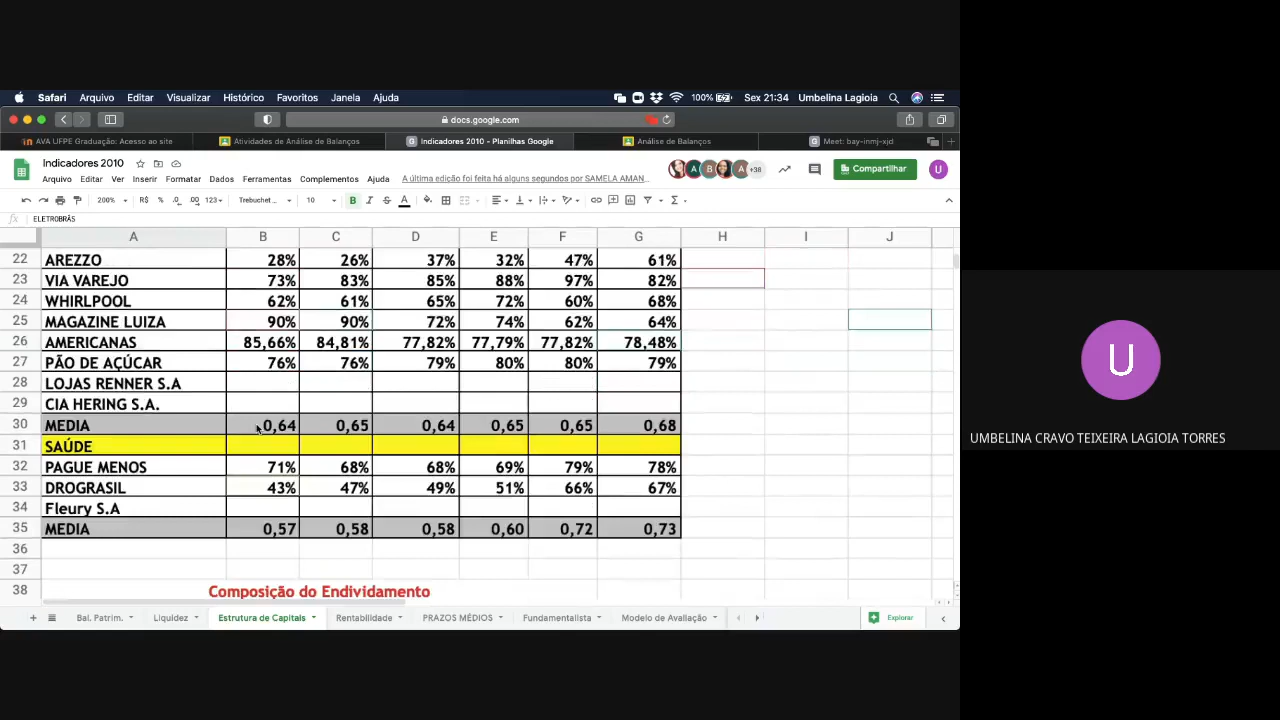 Safari Arquivo Editar Visualizar Histórico Favoritos Janela Ajuda 100% Sex 21:34 Umbelina Lagioia
docs.google.com
AVA UFPE Graduação: Acesso ao site Atividades de Análise de Balanços Indicadores 2010 - Planilhas Google Análise de Balanços Meet: bay-inmj-xjd
Indicadores 2010
A B A +38 Compartilhar U
Arquivo Editar Ver Inserir Formatar Dados Ferramentas Complementos Ajuda A última edição foi feita há alguns segundos por SAMELA AMAN...
200% R$ % .0 .00 123 Trebuchet... 10 B I S A
fx ELETROBRÁS
A B C D E F G H I J
22 AREZZO 28% 26% 37% 32% 47% 61%
23 VIA VAREJO 73% 83% 85% 88% 97% 82%
24 WHIRLPOOL 62% 61% 65% 72% 60% 68%
25 MAGAZINE LUIZA 90% 90% 72% 74% 62% 64%
26 AMERICANAS 85,66% 84,81% 77,82% 77,79% 77,82% 78,48%
27 PÃO DE AÇÚCAR 76% 76% 79% 80% 80% 79%
28 LOJAS RENNER S.A
29 CIA HERING S.A.
30 MEDIA 0,64 0,65 0,64 0,65 0,65 0,68
31 SAÚDE
32 PAGUE MENOS 71% 68% 68% 69% 79% 78%
33 DROGRASIL 43% 47% 49% 51% 66% 67%
34 Fleury S.A
35 MEDIA 0,57 0,58 0,58 0,60 0,72 0,73
36
37
38 Composição do Endividamento
Bal. Patrim. Liquidez Estrutura de Capitais Rentabilidade PRAZOS MÉDIOS Fundamentalista Modelo de Avaliação Explorar
U
UMBELINA CRAVO TEIXEIRA LAGIOIA TORRES